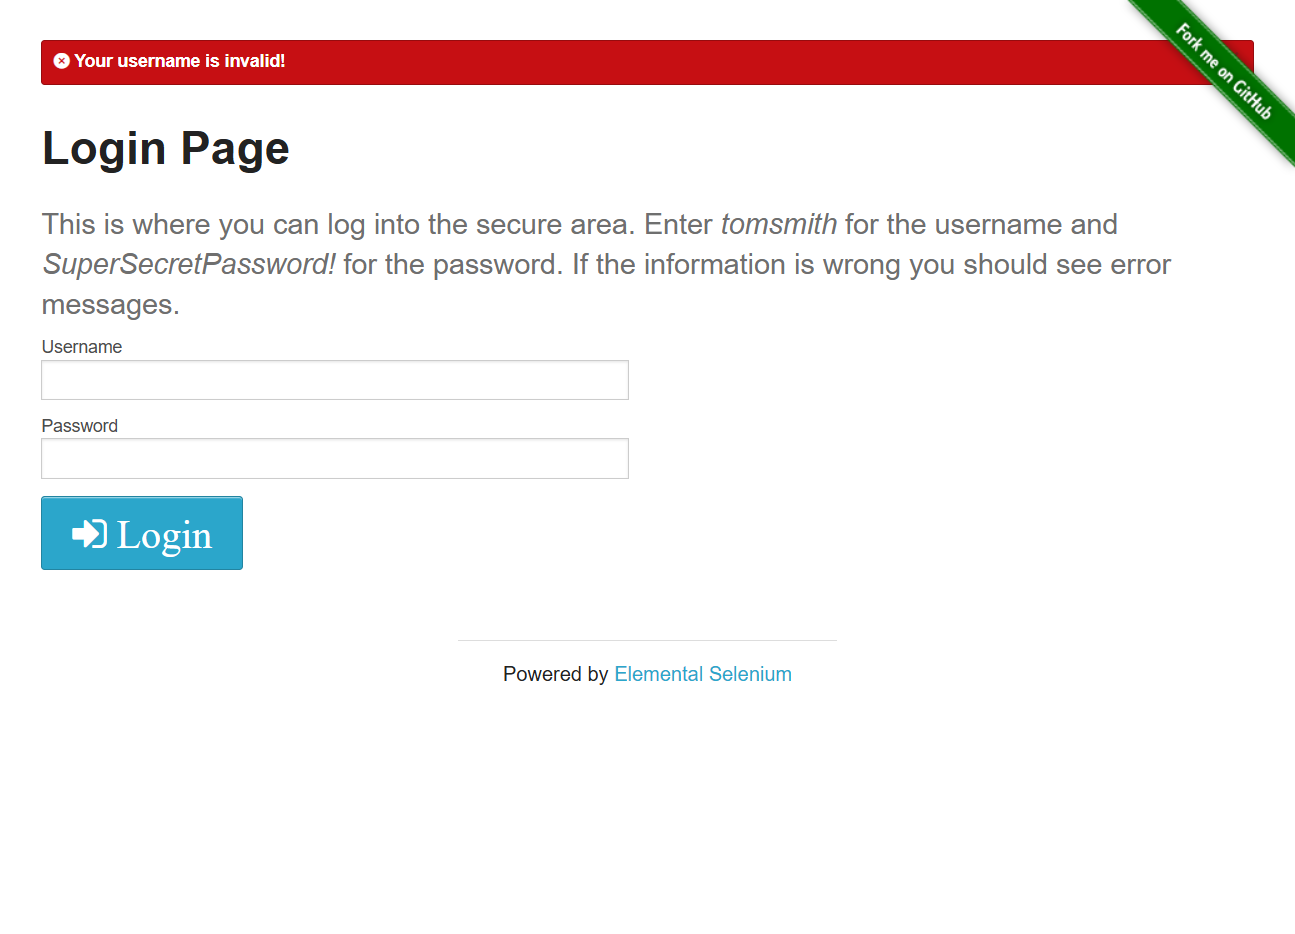 Your username is invalid!
Fork me on GitHub
Login Page
This is where you can log into the secure area. Enter tomsmith for the username and
SuperSecretPassword! for the password. If the information is wrong you should see error
messages.
Username
Password
Login
Powered by Elemental Selenium